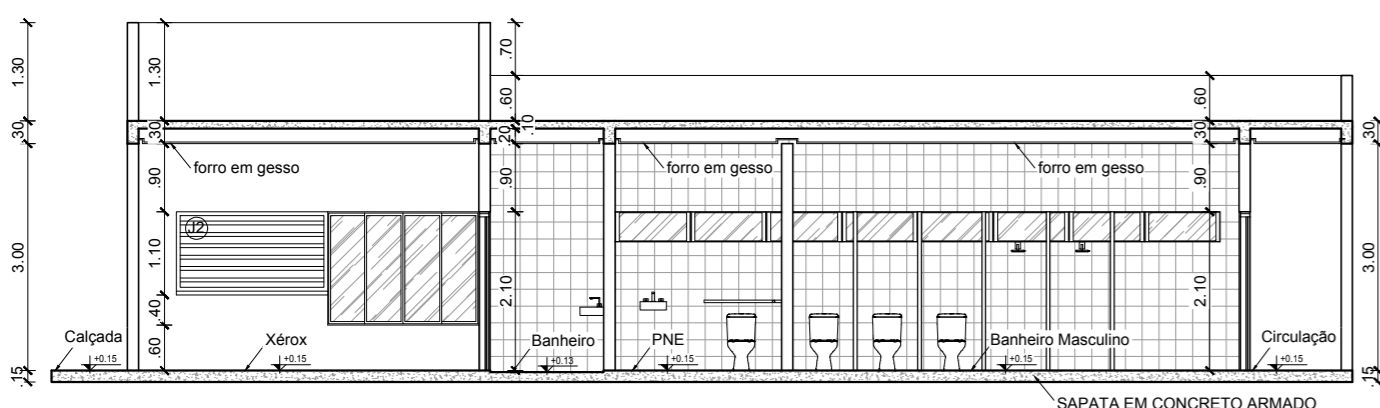 1.30
1.30
.70
.60
.60
.30
.30
.20
.10
.30
.30
forro em gesso
forro em gesso
forro em gesso
.90
.90
.90
J2
3.00
1.10
2.10
2.10
3.00
.40
.60
Calçada
Xérox
Banheiro
PNE
Banheiro Masculino
Circulação
+0.15
+0.15
+0.13
+0.15
+0.15
+0.15
.15
.15
SAPATA EM CONCRETO ARMADO